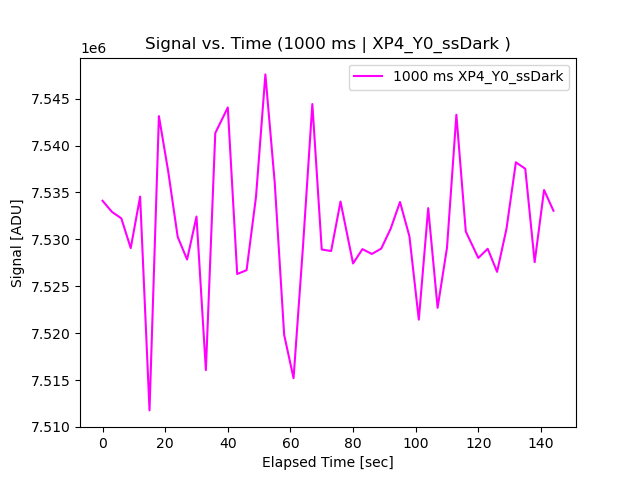 Signal vs. Time (1000 ms | XP4_Y0_ssDark )
1e6
1000 ms XP4_Y0_ssDark
7.545
7.540
7.535
7.530
7.525
7.520
7.515
7.510
Signal [ADU]
0 20 40 60 80 100 120 140
Elapsed Time [sec]